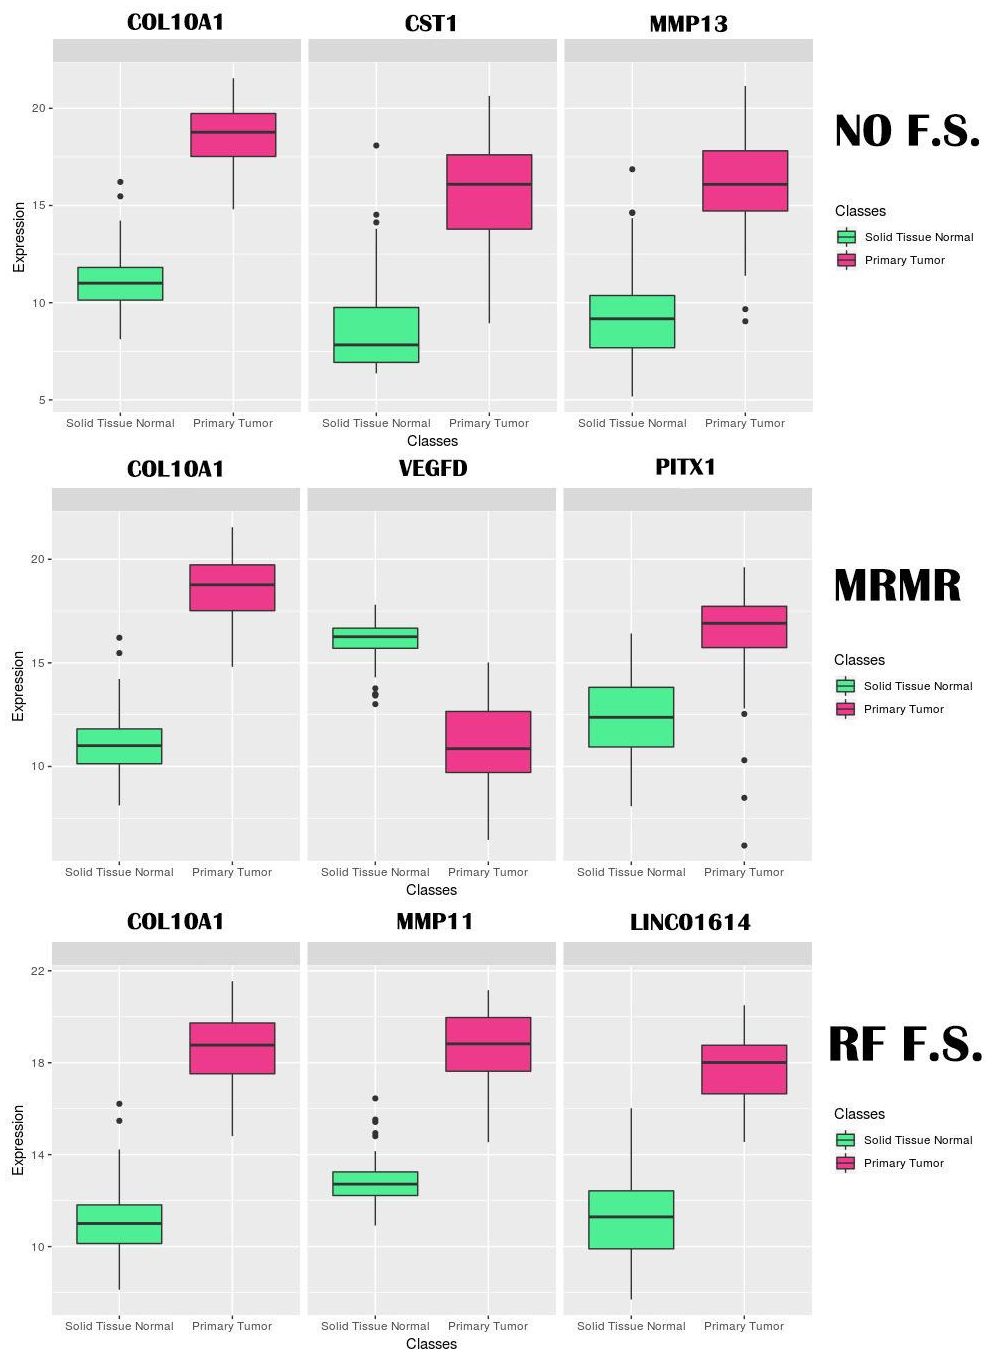 COL10A1 CST1 MMP13
NO F.S.
20
15
10
5
Expression
Classes
Solid Tissue Normal
Primary Tumor
Solid Tissue Normal Primary Tumor Solid Tissue Normal Primary Tumor Solid Tissue Normal Primary Tumor
Classes
COL10A1 VEGFD PITX1
MRMR
20
15
10
Expression
Classes
Solid Tissue Normal
Primary Tumor
Solid Tissue Normal Primary Tumor Solid Tissue Normal Primary Tumor Solid Tissue Normal Primary Tumor
Classes
COL10A1 MMP11 LINC01614
RF F.S.
22
18
14
10
Expression
Classes
Solid Tissue Normal
Primary Tumor
Solid Tissue Normal Primary Tumor Solid Tissue Normal Primary Tumor Solid Tissue Normal Primary Tumor
Classes